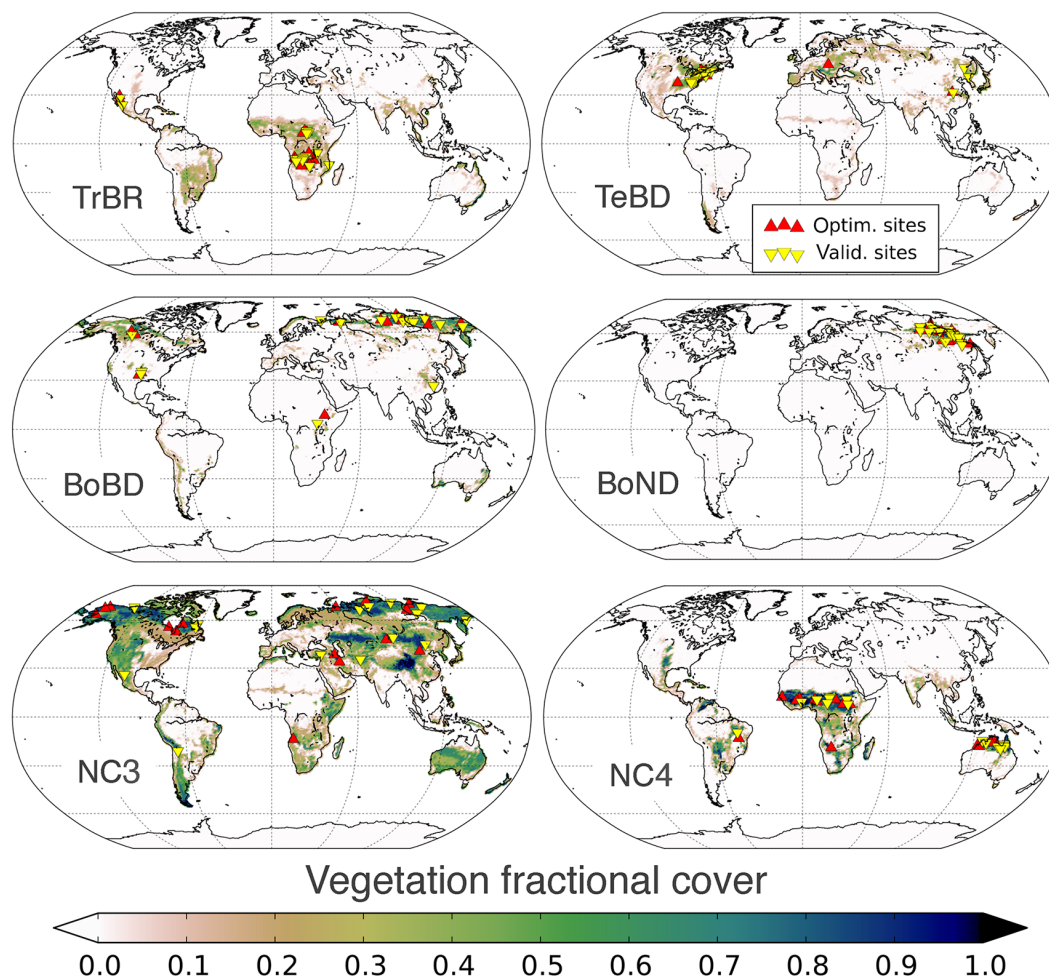 TrBR
TeBD
Optim. sites
Valid. sites
BoBD
BoND
NC3
NC4
Vegetation fractional cover
0.0 0.1 0.2 0.3 0.4 0.5 0.6 0.7 0.8 0.9 1.0